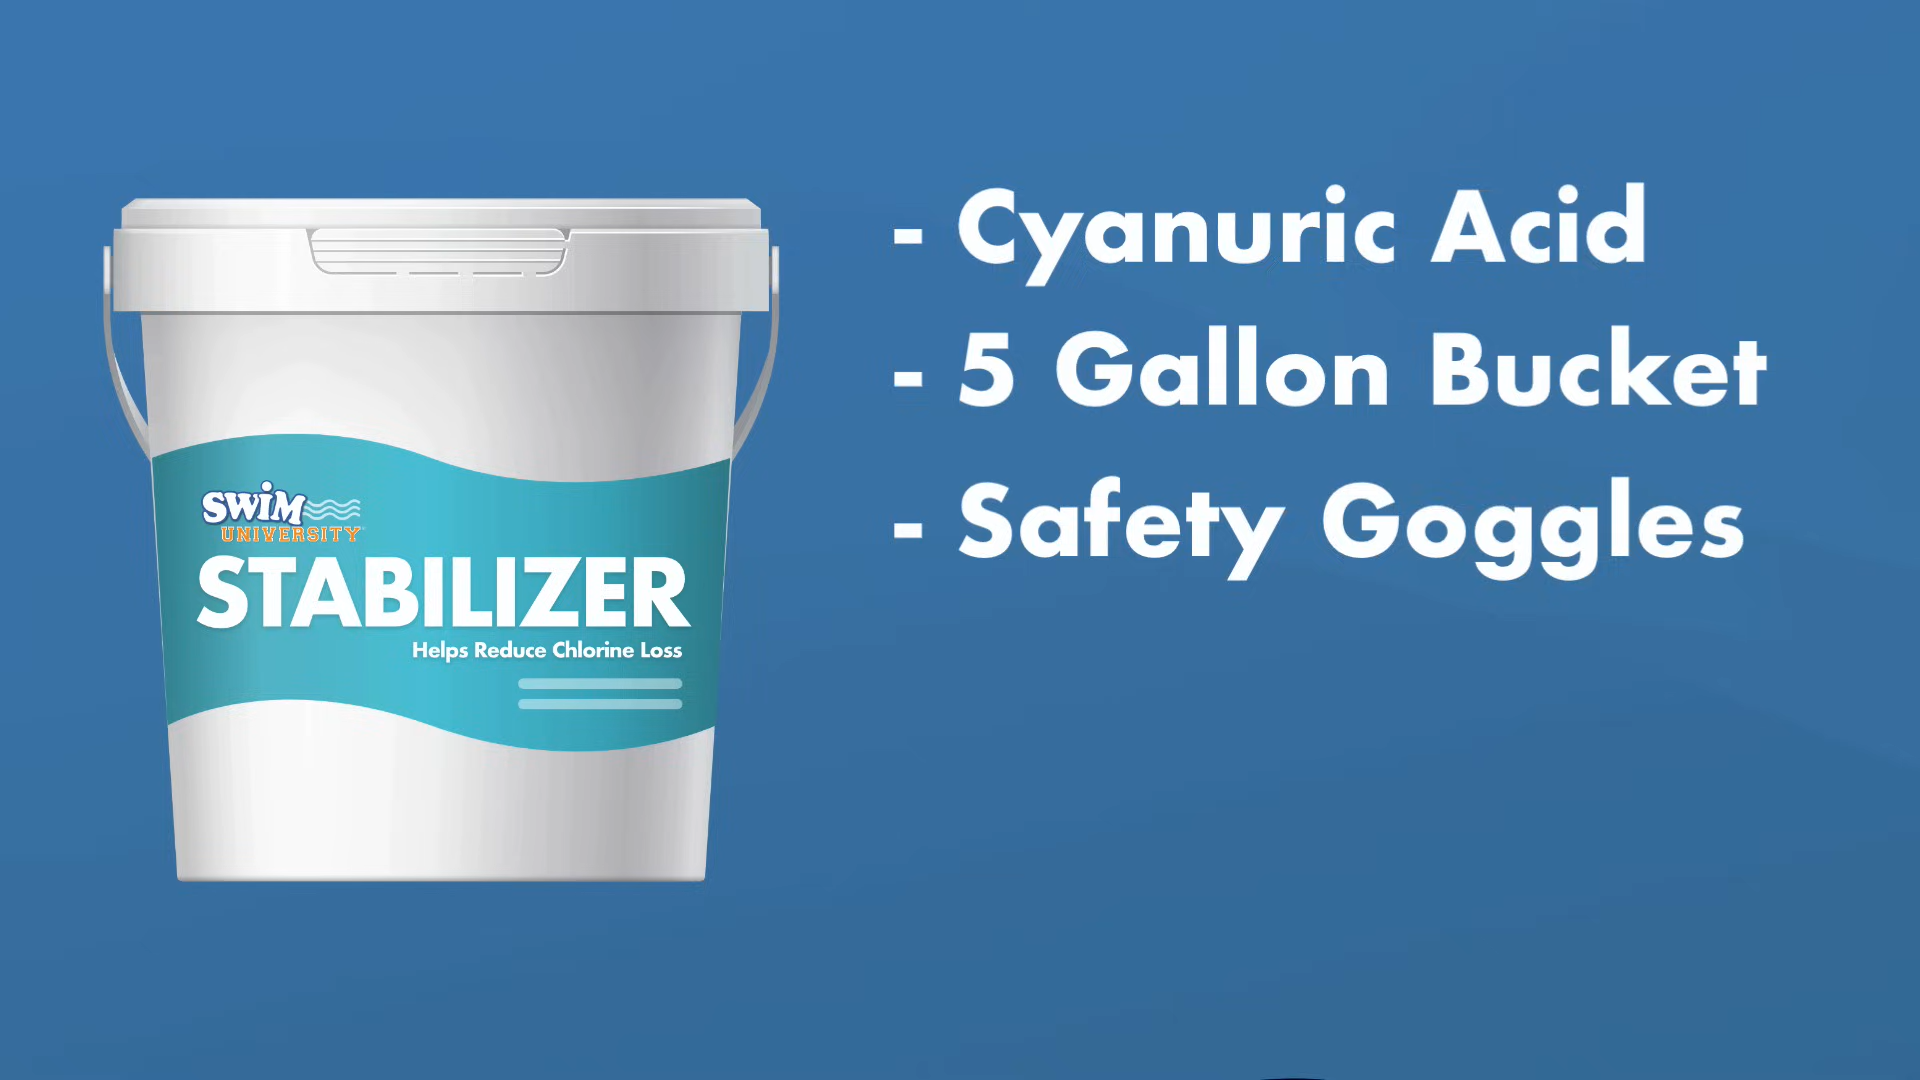 SWiM
UNIVERSITY
STABILIZER
Helps Reduce Chlorine Loss
- Cyanuric Acid
- 5 Gallon Bucket
- Safety Goggles